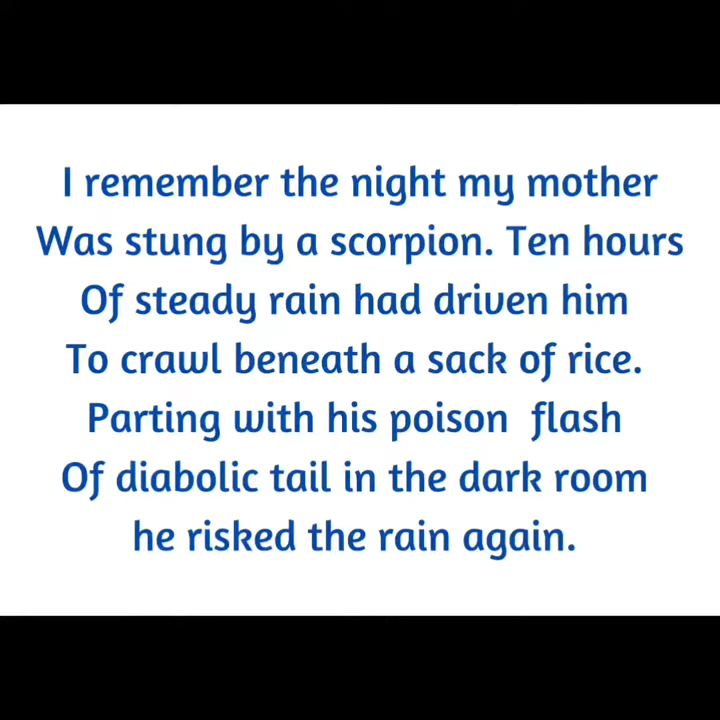 I remember the night my mother
Was stung by a scorpion. Ten hours
Of steady rain had driven him
To crawl beneath a sack of rice.
Parting with his poison flash
Of diabolic tail in the dark room
he risked the rain again.